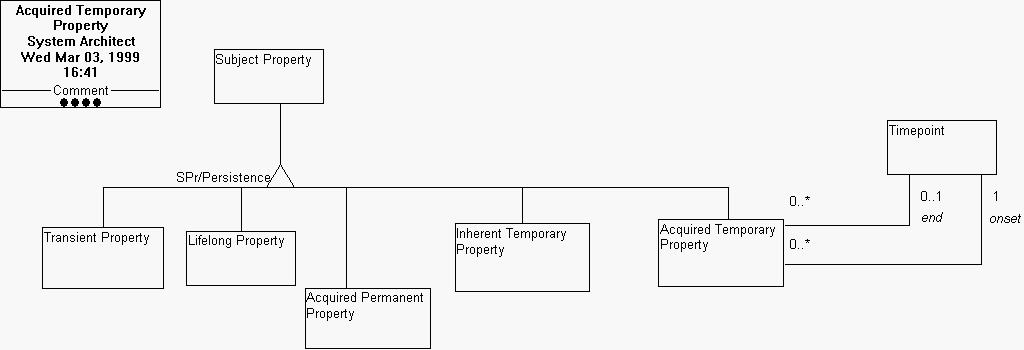 Acquired Temporary
Property
System Architect
Wed Mar 03, 1999
16:41
Comment
Subject Property
SPr/Persistence
Timepoint
0..*
0..1
1
end
onset
Transient Property
Lifelong Property
Inherent Temporary
Property
Acquired Temporary
Property
0..*
Acquired Permanent
Property